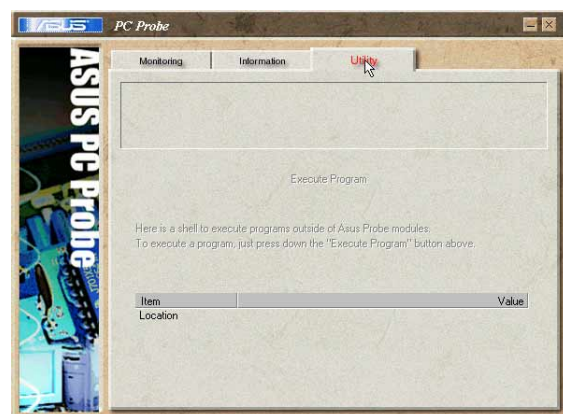 ASUS PC Probe
Monitoring Information Utility
ASUS PC Probe
Execute Program
Here is a shell to execute programs outside of Asus Probe modules.
To execute a program, just press down the "Execute Program" button above.
Item Value
Location